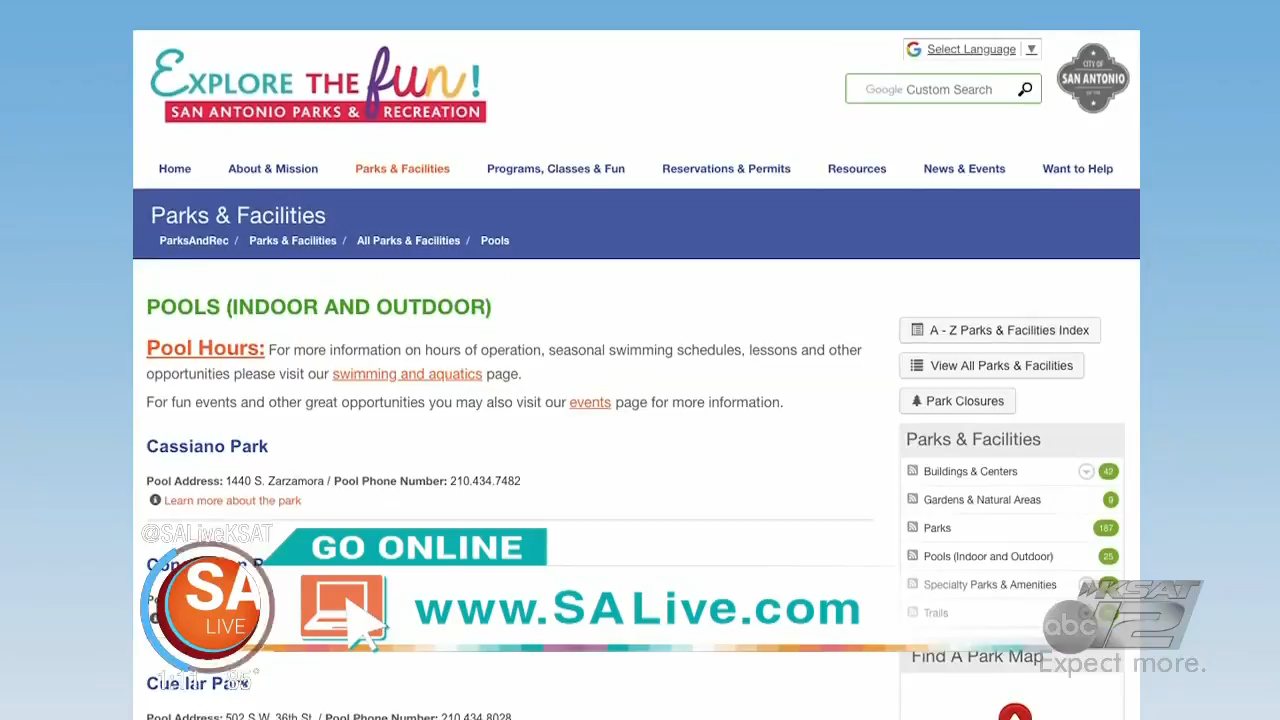 EXPLORE THE fun!
SAN ANTONIO PARKS & RECREATION
Select Language
Google Custom Search
CITY OF
SAN ANTONIO
Home
About & Mission
Parks & Facilities
Programs, Classes & Fun
Reservations & Permits
Resources
News & Events
Want to Help
Parks & Facilities
ParksAndRec / Parks & Facilities / All Parks & Facilities / Pools
POOLS (INDOOR AND OUTDOOR)
Pool Hours: For more information on hours of operation, seasonal swimming schedules, lessons and other
opportunities please visit our swimming and aquatics page.
For fun events and other great opportunities you may also visit our events page for more information.
Cassiano Park
Pool Address: 1440 S. Zarzamora / Pool Phone Number: 210.434.7482
Learn more about the park
A - Z Parks & Facilities Index
View All Parks & Facilities
Park Closures
Parks & Facilities
Buildings & Centers 42
Gardens & Natural Areas 9
Parks 187
Pools (Indoor and Outdoor) 25
Specialty Parks & Amenities
Trails
Find A Park Map
@SALiveKSAT
SA
LIVE
GO ONLINE
www.SALive.com
KSAT
abc 12
Expect more.
1:11 85°
Cuellar Park
Pool Address: 502 S.W. 36th St. / Pool Phone Number: 210.434.8028